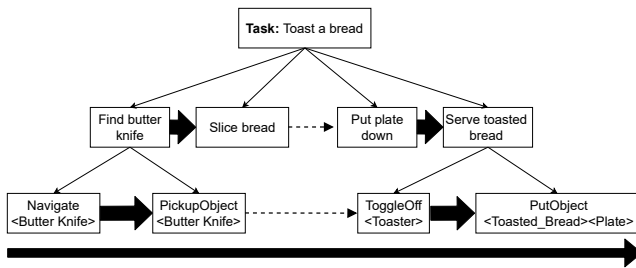 Task: Toast a bread
Find butter
knife
Slice bread
Put plate
down
Serve toasted
bread
Navigate
<Butter Knife>
PickupObject
<Butter Knife>
ToggleOff
<Toaster>
PutObject
<Toasted_Bread><Plate>